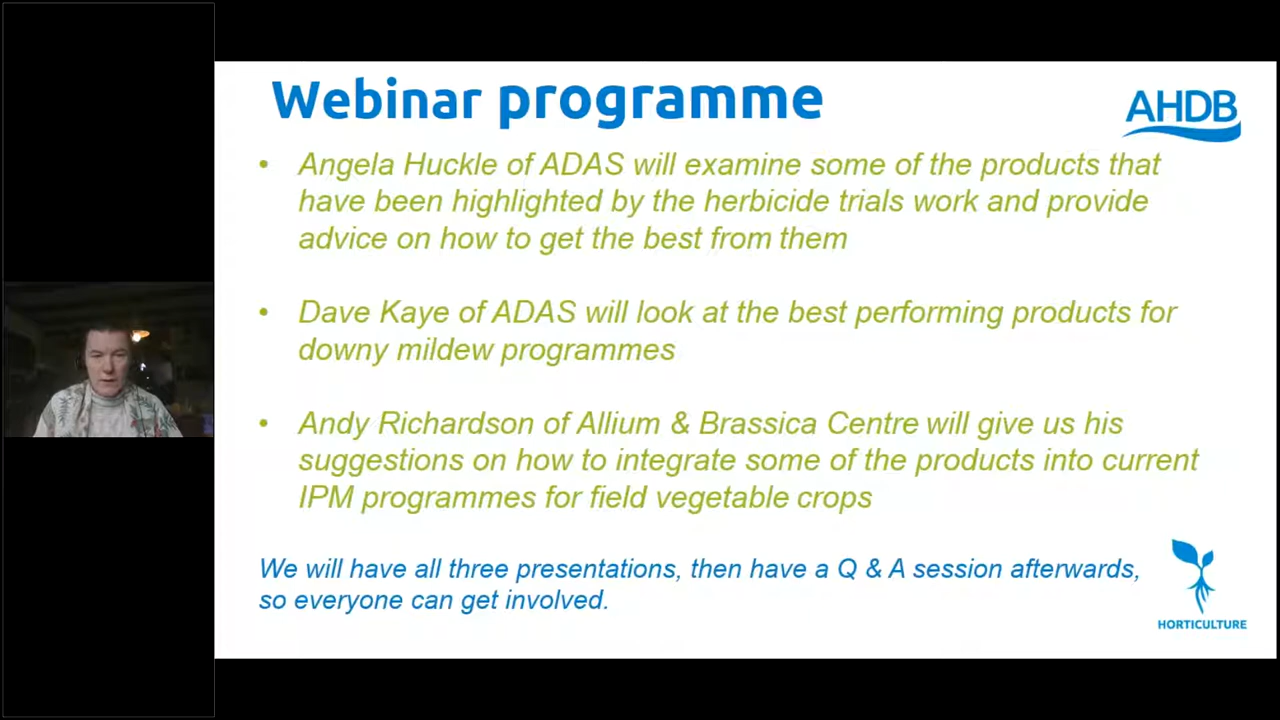 Webinar programme
AHDB
• Angela Huckle of ADAS will examine some of the products that
have been highlighted by the herbicide trials work and provide
advice on how to get the best from them
• Dave Kaye of ADAS will look at the best performing products for
downy mildew programmes
• Andy Richardson of Allium & Brassica Centre will give us his
suggestions on how to integrate some of the products into current
IPM programmes for field vegetable crops
We will have all three presentations, then have a Q & A session afterwards,
so everyone can get involved.
HORTICULTURE